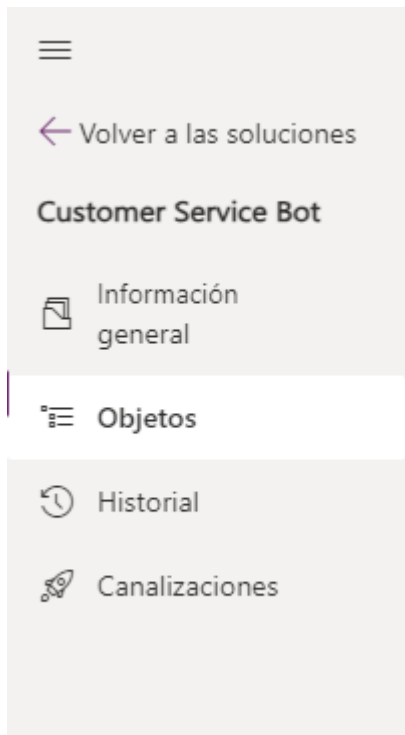 Volver a las soluciones
Customer Service Bot
Información
general
Objetos
Historial
Canalizaciones